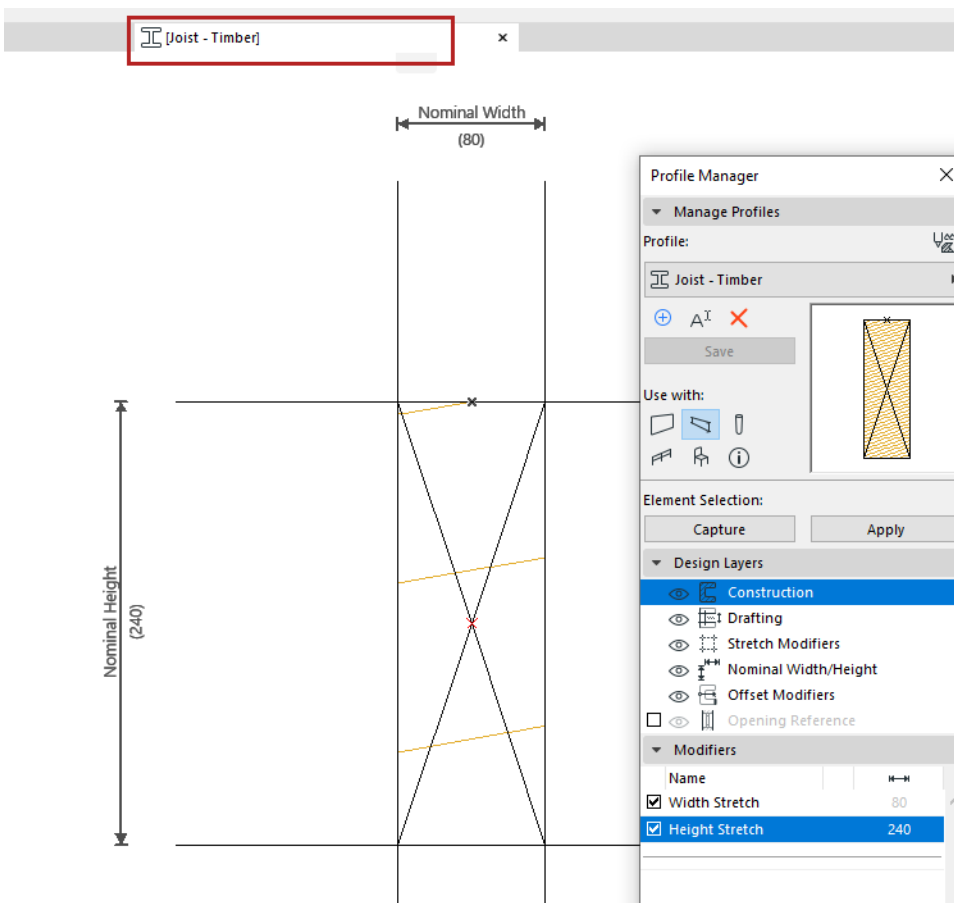 [Joist - Timber]
Nominal Width
(80)
Nominal Height
(240)
Profile Manager
Manage Profiles
Profile:
Joist - Timber
Save
Use with:
Element Selection:
Capture Apply
Design Layers
Construction
Drafting
Stretch Modifiers
Nominal Width/Height
Offset Modifiers
Opening Reference
Modifiers
Name
Width Stretch 80
Height Stretch 240